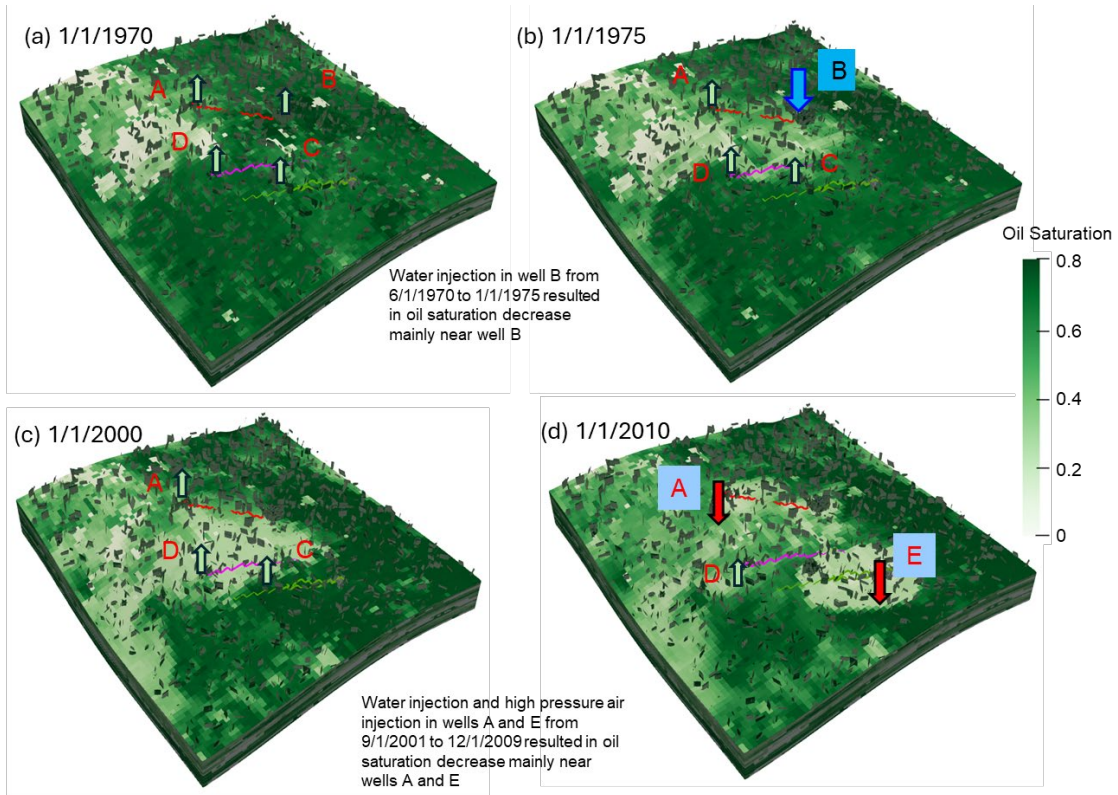 (a) 1/1/1970
A
B
D
C
(b) 1/1/1975
A
B
D
C
Water injection in well B from
6/1/1970 to 1/1/1975 resulted
in oil saturation decrease
mainly near well B
Oil Saturation
0.8
0.6
0.4
0.2
0
(c) 1/1/2000
A
D
C
(d) 1/1/2010
A
E
D
Water injection and high pressure air
injection in wells A and E from
9/1/2001 to 12/1/2009 resulted in oil
saturation decrease mainly near
wells A and E